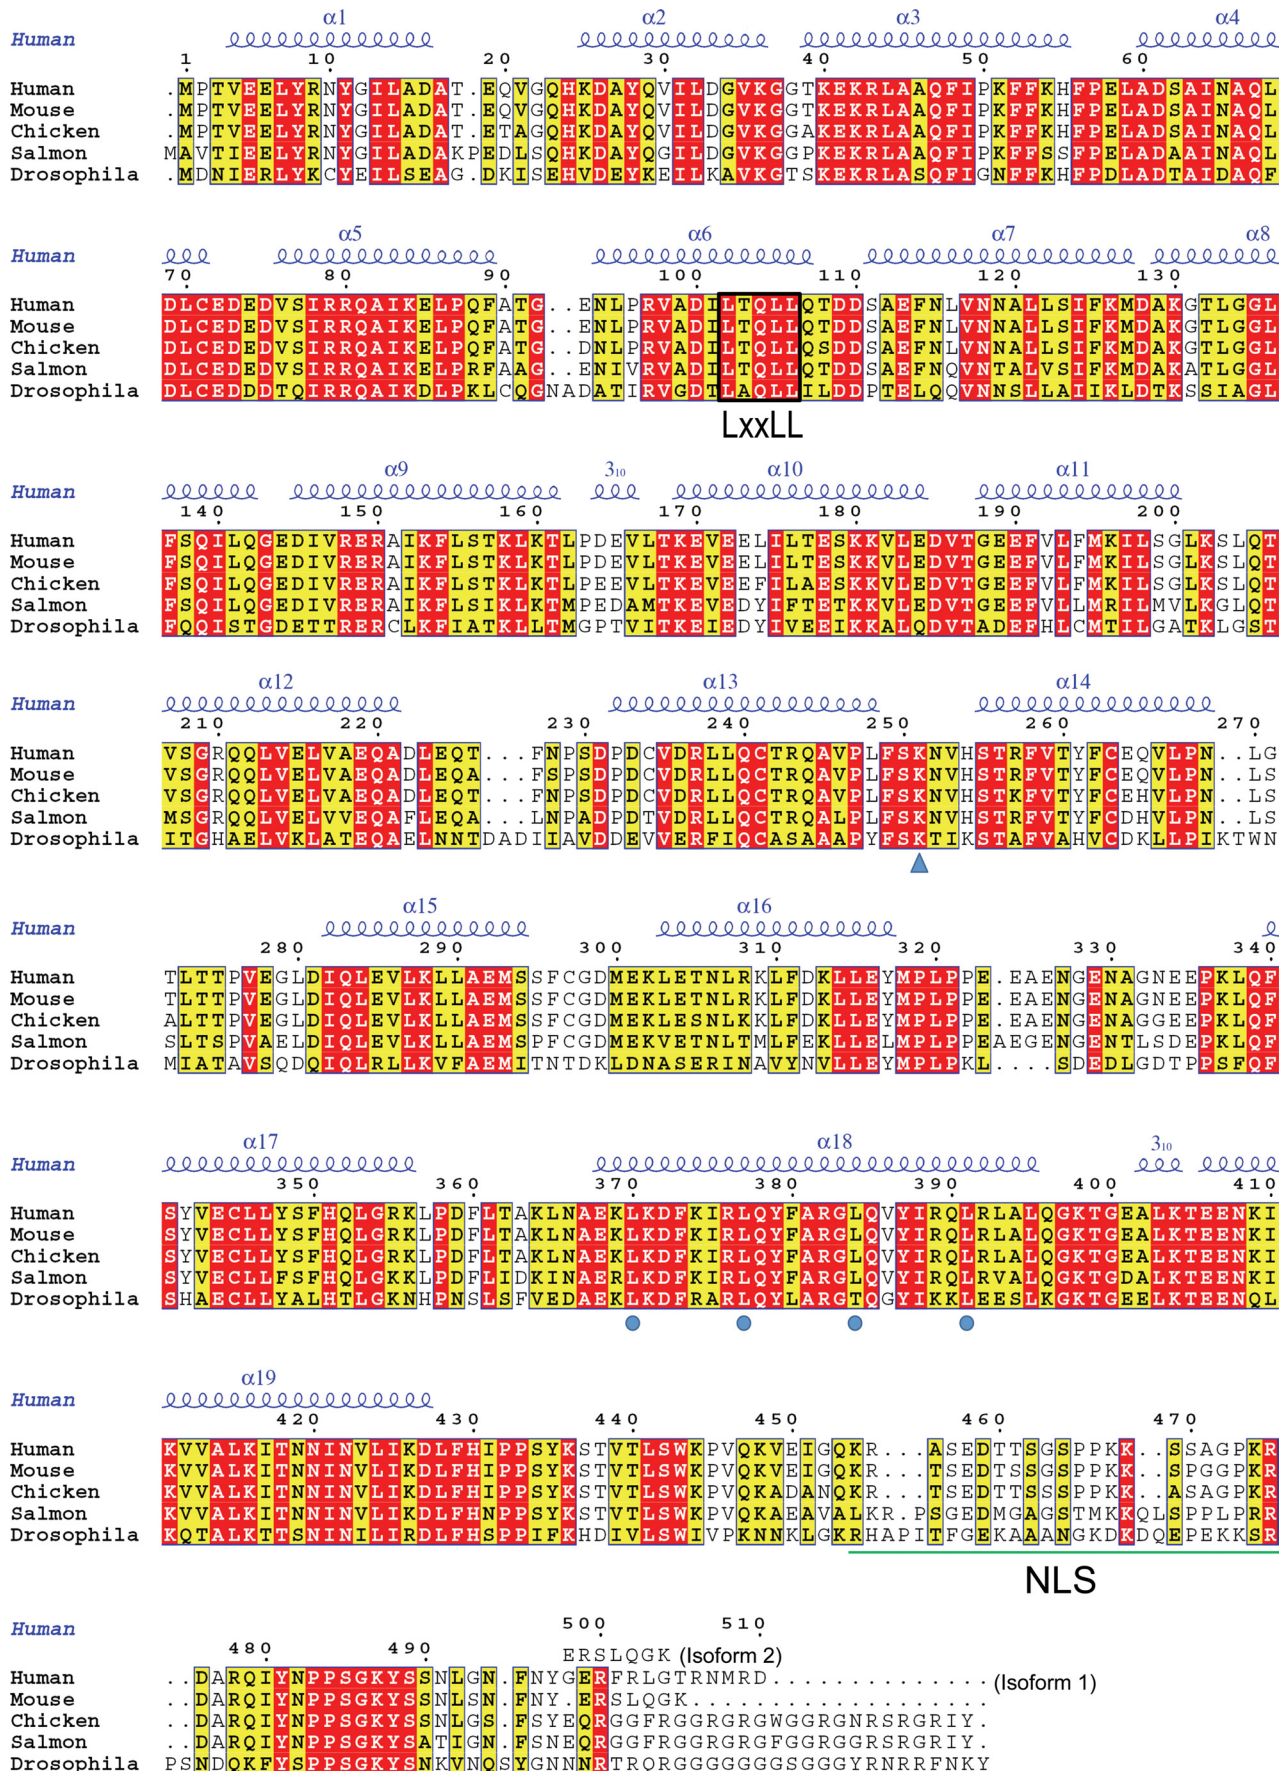 α1 α2 α3 α4
Human
1 10 20 30 40 50 60
Human .MPTVEELYRNYGILADAT.EQVGQHKDAYQVILDGVKGGTKEKRLAAQFIPKFFKHFPELADSAINAQL
Mouse .MPTVEELYRNYGILADAT.EQVGQHKDAYQVILDGVKGGTKEKRLAAQFIPKFFKHFPELADSAINAQL
Chicken .MPTVEELYRNYGILADAT.ETAGQHKDAYQVILDGVKGGAKEKRLAAQFIPKFFKHFPELADSAINAQL
Salmon MAVTIEELYRNYGILADAKPEDLSQHKDAYQGILDGVKGGPKEKRLAAQFIPKFFSSFPELADAAINAQL
Drosophila .MDNIERLYKCYEILSEAG.DKISEHVDEYKEILKAVKGTSKEKRLASQFIGNFFKHFPDLADTAIDAQF
α5 α6 α7 α8
Human
70 80 90 100 110 120 130
Human DLCEDEDVSIRRQAIKELPQFATG..ENLPRVADILTQLLQTDDSAEFNLVNNALLSIFKMDAKGTLGGL
Mouse DLCEDEDVSIRRQAIKELPQFATG..ENLPRVADILTQLLQTDDSAEFNLVNNALLSIFKMDAKGTLGGL
Chicken DLCEDEDVSIRRQAIKELPQFATG..DNLPRVADILTQLLQSDDSAEFNLVNNALLSIFKMDAKGTLGGL
Salmon DLCEDEDVSIRRQAIKELPRFAAG..ENIVRVADILTQLLQTDDSAEFNQVNTALVSIFKMDAKATLGGL
Drosophila DLCEDDDTQIRRQAIKDLPKLCQGNADATIRVGDTLAQLLILDDPTELQQVNNSLLAIIKLDTKSSIAGL
LxxLL
α9 3₁₀ α10 α11
Human
140 150 160 170 180 190 200
Human FSQILQGEDIVRERAIKFLSTKLKTLPDEVLTKEVEELILTESKKVLEDVTGEEFVLFMKILSGLKSLQT
Mouse FSQILQGEDIVRERAIKFLSTKLKTLPDEVLTKEVEELILTESKKVLEDVTGEEFVLFMKILSGLKSLQT
Chicken FSQILQGEDIVRERAIKFLSTKLKTLPEEVLTKEVEEFILAESKKVLEDVTGEEFVLFMKILSGLKSLQT
Salmon FSQILQGEDIVRERAIKFLSIKLKTMPEDAMTKEVEDYIFTETKKVLEDVTGEEFVLLMRILMVLKGLQT
Drosophila FQQISTGDETTRERCLKFIATKLLTMGPTVITKEIEDYIVEEIKKALQDVTADEFHLCMTILGATKLGST
α12 α13 α14
Human
210 220 230 240 250 260 270
Human VSGRQQLVELVAEQADLEQT...FNPSDPDCVDRLLQCTRQAVPLFSKNVHSTRFVTYFCEQVLPN..LG
Mouse VSGRQQLVELVAEQADLEQA...FSPSDPDCVDRLLQCTRQAVPLFSKNVHSTRFVTYFCEQVLPN..LS
Chicken VSGRQQLVELVAEQADLEQT...FNPSDPDCVDRLLQCTRQAVPLFSKNVHSTKFVTYFCEHVLPN..LS
Salmon MSGRQQLVELVVEQAFLEQA...LNPADPDTVDRLLQCTRQALPLFSKNVHSTRFVTYFCDHVLPN..LS
Drosophila ITGHAELVKLATEQAELNNTDADIIAVDDEVVERFIQCASAAAPYFSKTIKSTAFVAHVCDKLLPIKTWN
α15 α16
Human
280 290 300 310 320 330 340
Human TLTTPVEGLDIQLEVLKLLAEMSSFCGDMEKLETNLRKLFDKLLEYMPLPPE.EAENGENAGNEEPKLQF
Mouse TLTTPVEGLDIQLEVLKLLAEMSSFCGDMEKLETNLRKLFDKLLEYMPLPPE.EAENGENAGNEEPKLQF
Chicken ALTTPVEGLDIQLEVLKLLAEMSSFCGDMEKLESNLKKLFDKLLEYMPLPPE.EAENGENAGGEEPKLQF
Salmon SLTSPVAELDIQLEVLKLLAEMSPFCGDMEKVETNLTMLFEKLLELMPLPPEAEGENGENTLSDEPKLQF
Drosophila MIATAVSQDQIQLRLLKVFAEMITNTDKLDNASERINAVYNVLLEYMPLPKL....SDEDLGDTPPSFQF
α17 α18 3₁₀
Human
350 360 370 380 390 400 410
Human SYVECLLYSFHQLGRKLPDFLTAKLNAEKLKDFKIRLQYFARGLQVYIRQLRLALQGKTGEALKTEENKI
Mouse SYVECLLYSFHQLGRKLPDFLTAKLNAEKLKDFKIRLQYFARGLQVYIRQLRLALQGKTGEALKTEENKI
Chicken SYVECLLYSFHQLGRKLPDFLTAKLNAEKLKDFKIRLQYFARGLQVYIRQLRLALQGKTGEALKTEENKI
Salmon SYVECLLFSFHQLGKKLPDFLIDKINAERLKDFKIRLQYFARGLQVYIRQLRVALQGKTGDALKTEENKI
Drosophila SHAECLLYALHTLGKNHPNSLSFVEDAEKLKDFRARLQYLARGTQGYIKKLEESLKGKTGEELKTEENQL
α19
Human
420 430 440 450 460 470
Human KVVALKITNNINVLIKDLFHIPPSYKSTVTLSWKPVQKVEIGQKR...ASEDTTSGSPPKK..SSAGPKR
Mouse KVVALKITNNINVLIKDLFHIPPSYKSTVTLSWKPVQKVEIGQKR...TSEDTSSGSPPKK..SPGGPKR
Chicken KVVALKITNNINVLIKDLFHIPPSYKSTVTLSWKPVQKADANQKR...TSEDTTSSSPPKK..ASAGPKR
Salmon KVVALKITNNINVLIKDLFHNPPSYKSTVTLSWKPVQKAEAVALKR.PSGEDMGAGSTMKKQLSPPLPRR
Drosophila KQTALKTTSNINILIRDLFHSPPIFKHDIVLSWIVPKNNKLGKRHAPITFGEKAAANGKDKDQEPEKKSR
NLS
Human
480 490 500 510
ERSLQGK (Isoform 2)
Human ..DARQIYNPPSGKYSSNLGN.FNYGERFRLGTRNMRD............. (Isoform 1)
Mouse ..DARQIYNPPSGKYSSNLSN.FNY.ERSLQGK..................
Chicken ..DARQIYNPPSGKYSSNLGS.FSYEQRGGFRGGRGRGWGGRGNRSRGRIY.
Salmon ..DARQIYNPPSGKYSATIGN.FSNEQRGGFRGGRGRGFGGRGGRSRGRIY.
Drosophila PSNDQKFYSPPSGKYSNKVNQSYGNNNRTRQRGGGGGGSGGGYRNRRFNKY